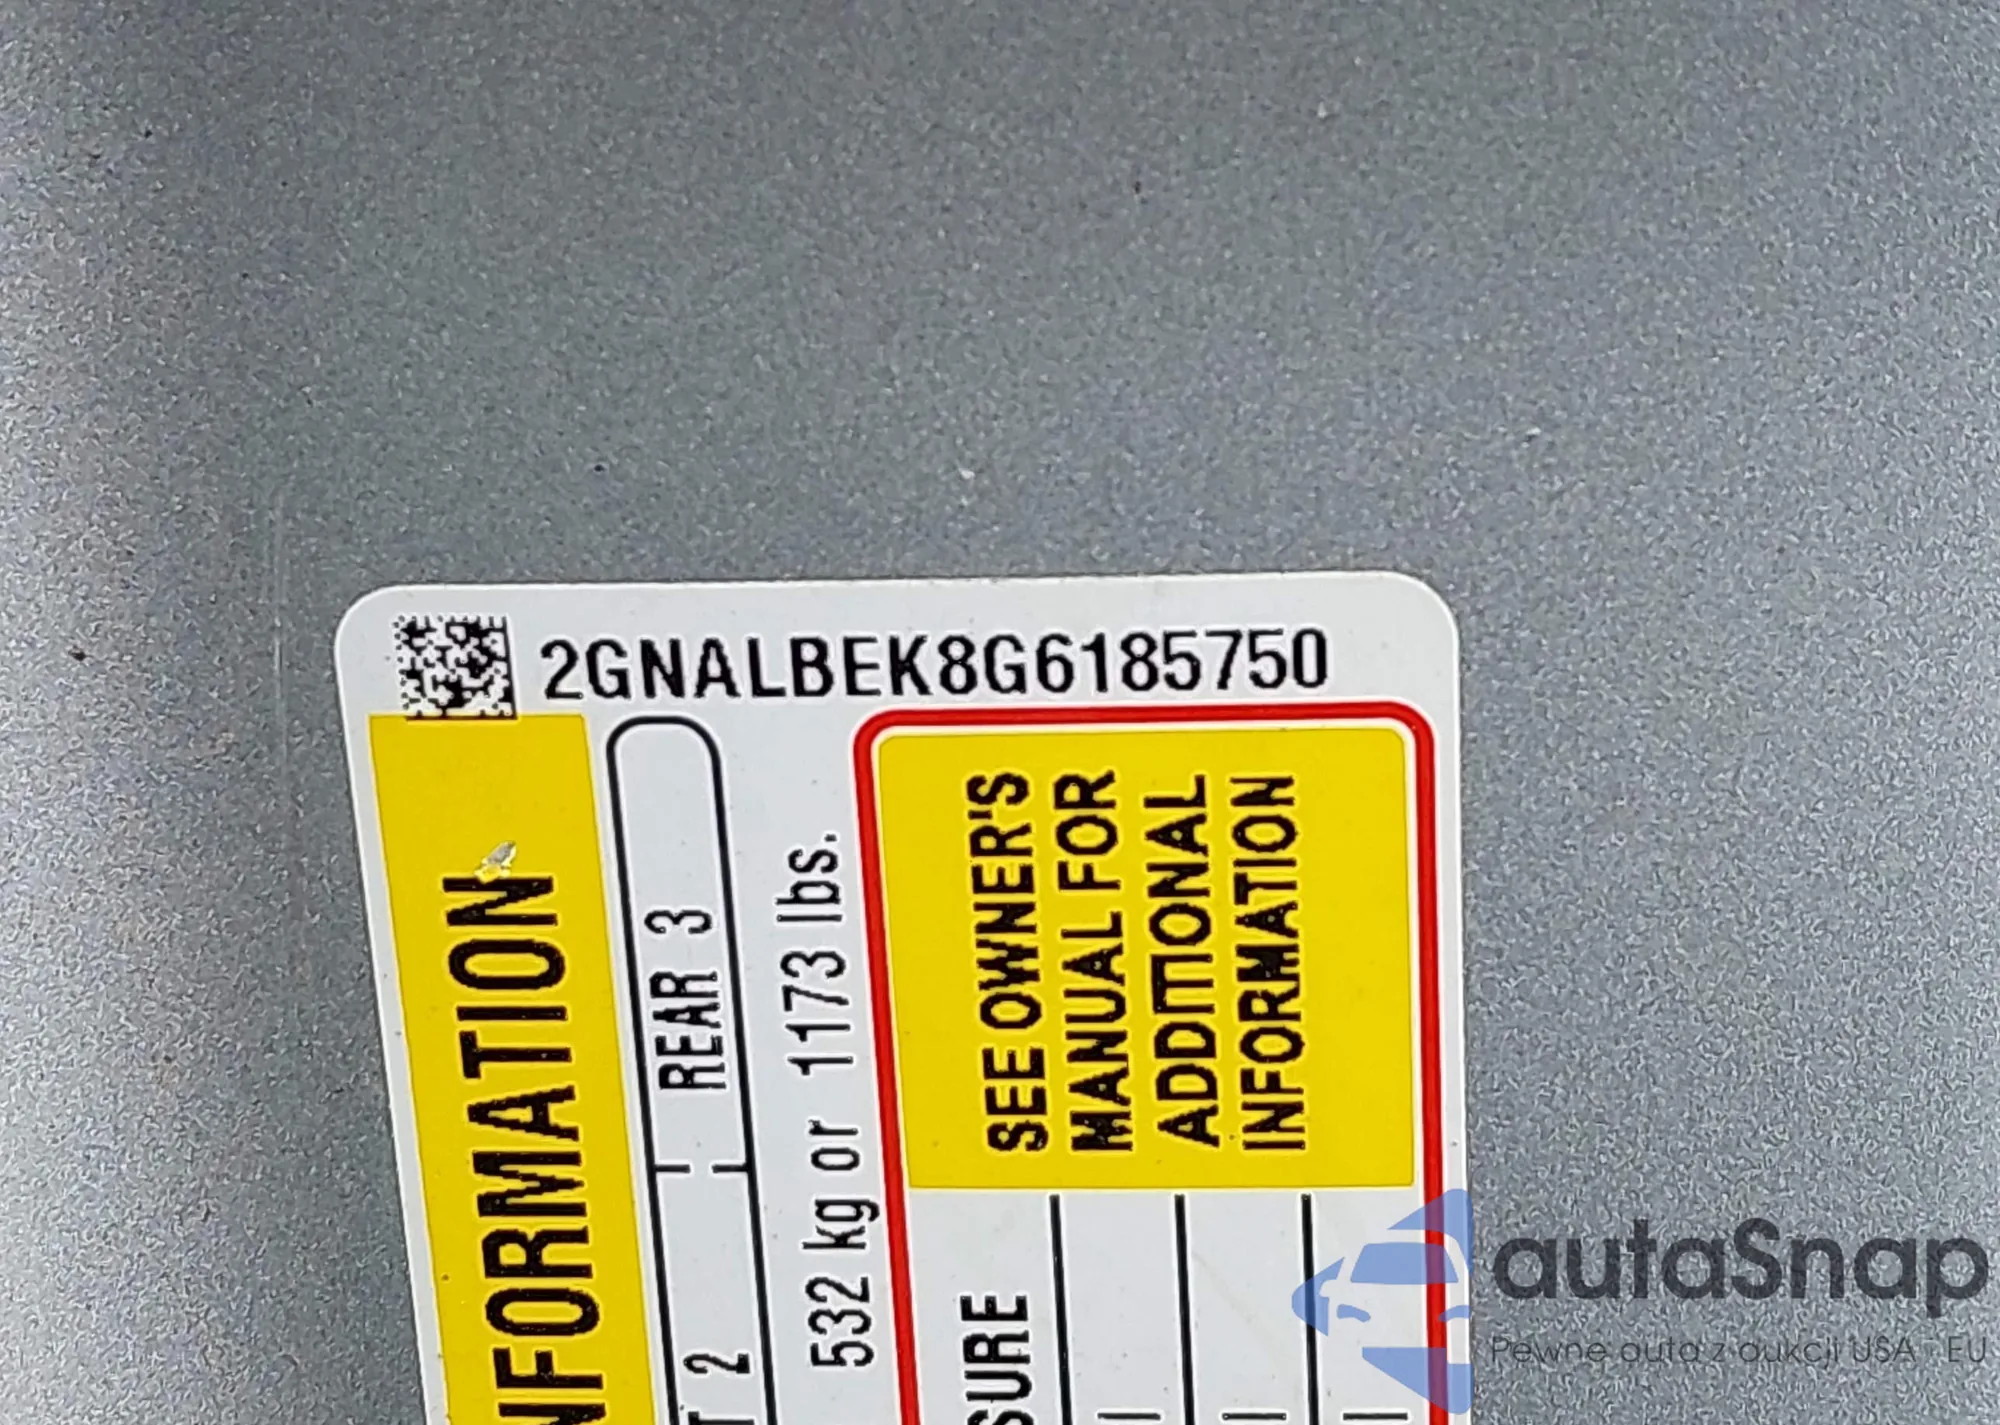 2GNALBEK8G6185750
INFORMATION
T 2 REAR 3
532 kg or 1173 lbs.
SURE
SEE OWNER'S
MANUAL FOR
ADDITIONAL
INFORMATION
autaSnap
Pewne auta z aukcji USA - EU